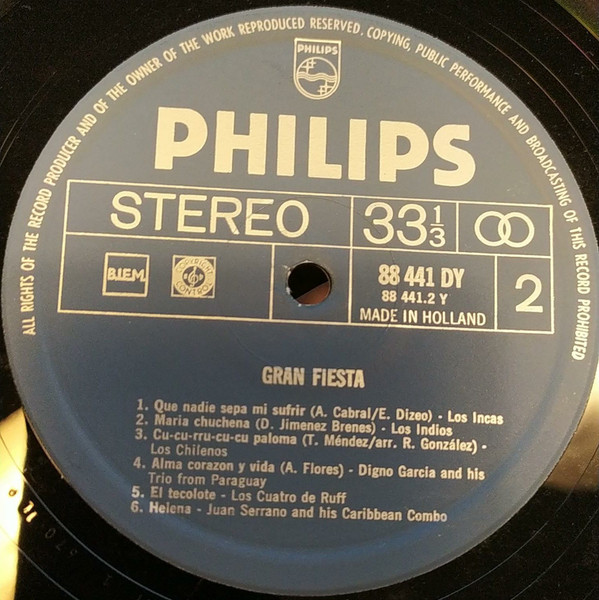 ALL RIGHTS OF THE RECORD PRODUCER AND OF THE OWNER OF THE WORK REPRODUCED RESERVED. COPYING, PUBLIC PERFORMANCE AND BROADCASTING OF THIS RECORD PROHIBITED
PHILIPS
PHILIPS
STEREO
33 1/3
B.I.E.M.
COPYRIGHT CONTROL
88 441 DY
88 441.2 Y
MADE IN HOLLAND
2
GRAN FIESTA
1. Que nadie sepa mi sufrir (A. Cabral/E. Dizeo) - Los Incas
2. Maria chuchena (D. Jimenez Brenes) - Los Indios
3. Cu-cu-rru-cu-cu paloma (T. Méndez/arr. R. González) -
Los Chilenos
4. Alma corazon y vida (A. Flores) - Digno Garcia and his
Trio from Paraguay
5. El tecolote - Los Cuatro de Ruff
6. Helena - Juan Serrano and his Caribbean Combo